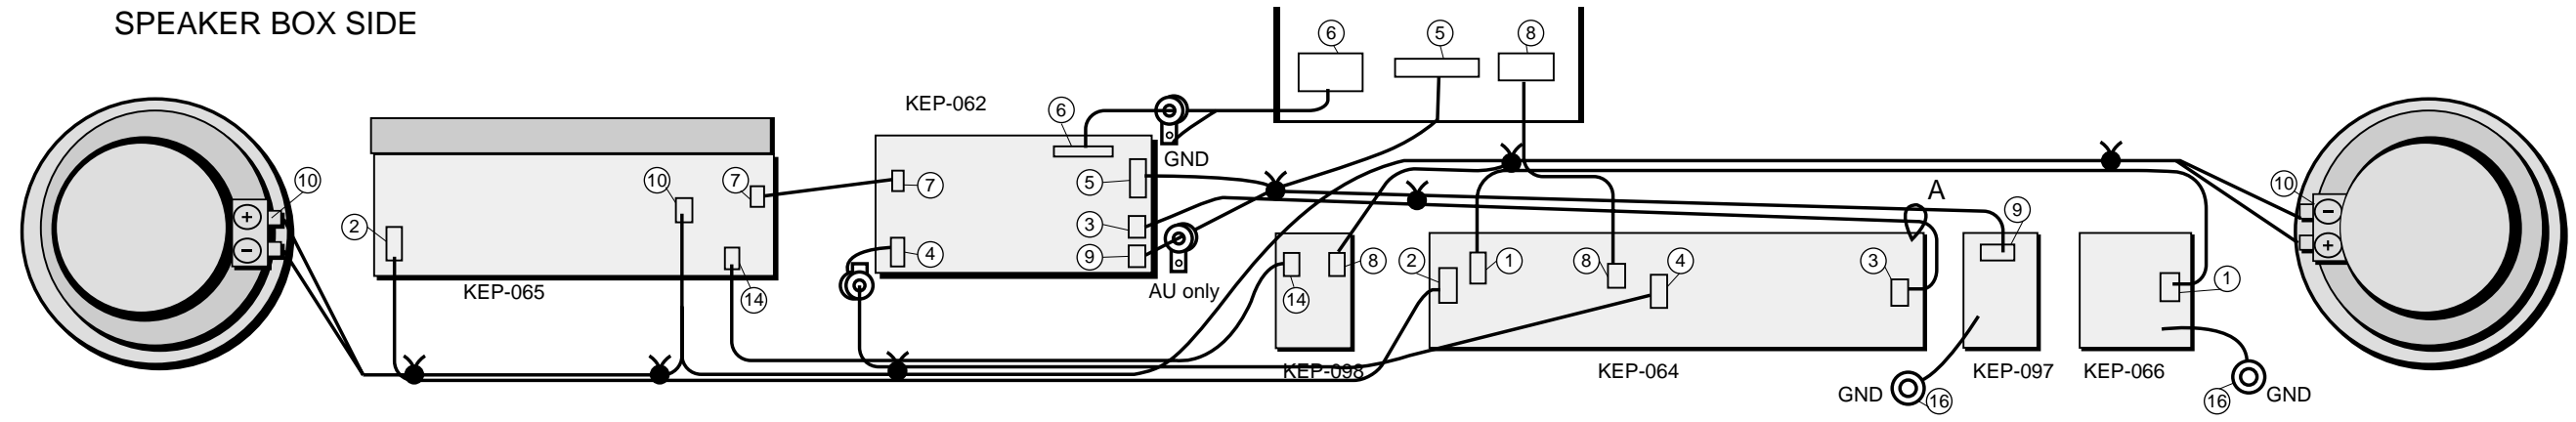 SPEAKER BOX SIDE
6
5
8
KEP-062
6
GND
10
+
−
2
10
7
14
KEP-065
7
4
5
3
9
AU only
14
8
KEP-098
2
1
8
4
3
KEP-064
A
9
KEP-097
GND
16
1
KEP-066
16
GND
10
−
+